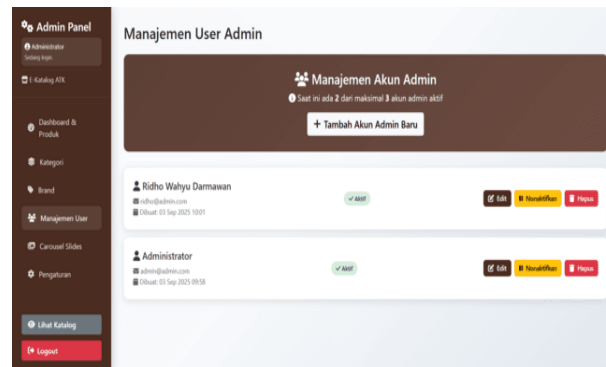 Admin Panel
Administrator
Sedang login
E-Katalog ATK
Dashboard &
Produk
Kategori
Brand
Manajemen User
Carousel Slides
Pengaturan
Lihat Katalog
Logout
Manajemen User Admin
Manajemen Akun Admin
Saat ini ada 2 dari maksimal 3 akun admin aktif
+ Tambah Akun Admin Baru
Ridho Wahyu Darmawan
ridho@admin.com
Dibuat: 03 Sep 2025 10:01
Aktif
Edit
Nonaktifkan
Hapus
Administrator
admin@admin.com
Dibuat: 03 Sep 2025 09:58
Aktif
Edit
Nonaktifkan
Hapus